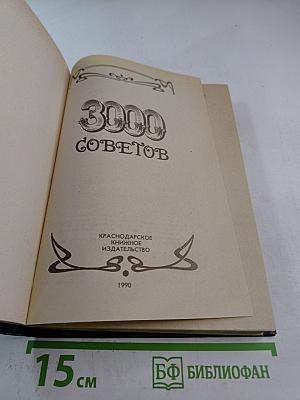 3000
СОВЕТОВ
КРАСНОДАРСКОЕ
КНИЖНОЕ
ИЗДАТЕЛЬСТВО
1990
15 см
БФ БИБЛИОФАН